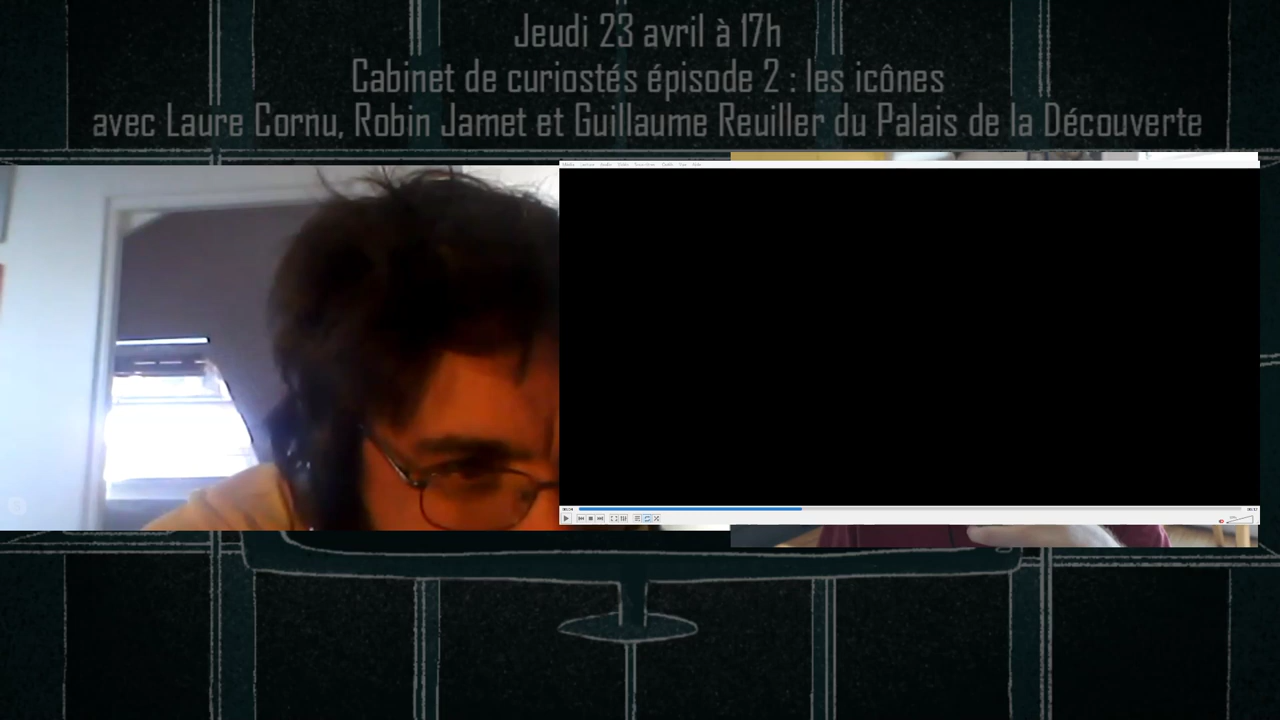 Jeudi 23 avril à 17h
Cabinet de curiostés épisode 2 : les icônes
avec Laure Cornu, Robin Jamet et Guillaume Reuiller du Palais de la Découverte